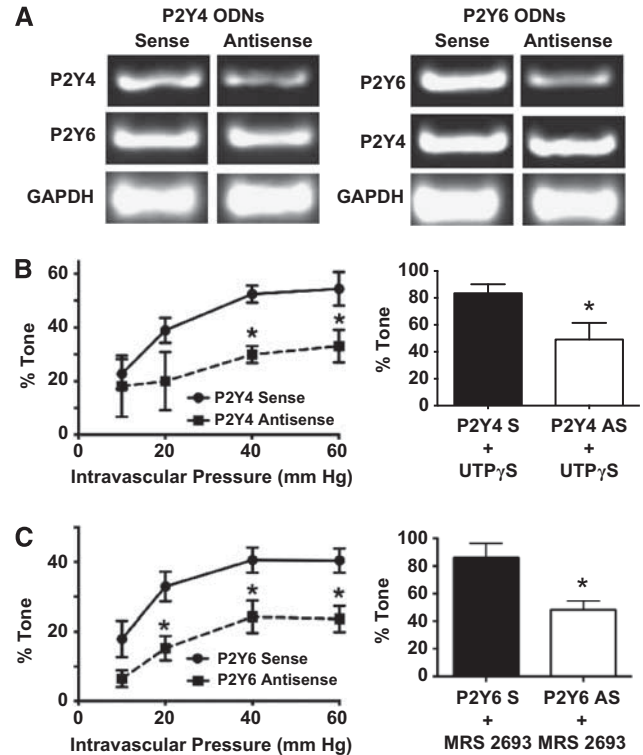 A
P2Y4 ODNs
Sense Antisense
P2Y4
P2Y6
GAPDH
P2Y6 ODNs
Sense Antisense
P2Y6
P2Y4
GAPDH
B
% Tone
60
40
20
0
0 20 40 60
Intravascular Pressure (mm Hg)
P2Y4 Sense
P2Y4 Antisense
* *
% Tone
100
80
60
40
20
0
*
P2Y4 S P2Y4 AS
+ +
UTPγS UTPγS
C
% Tone
40
20
0
0 20 40 60
Intravascular Pressure (mm Hg)
P2Y6 Sense
P2Y6 Antisense
* * *
% Tone
100
80
60
40
20
0
*
P2Y6 S P2Y6 AS
+ +
MRS 2693 MRS 2693